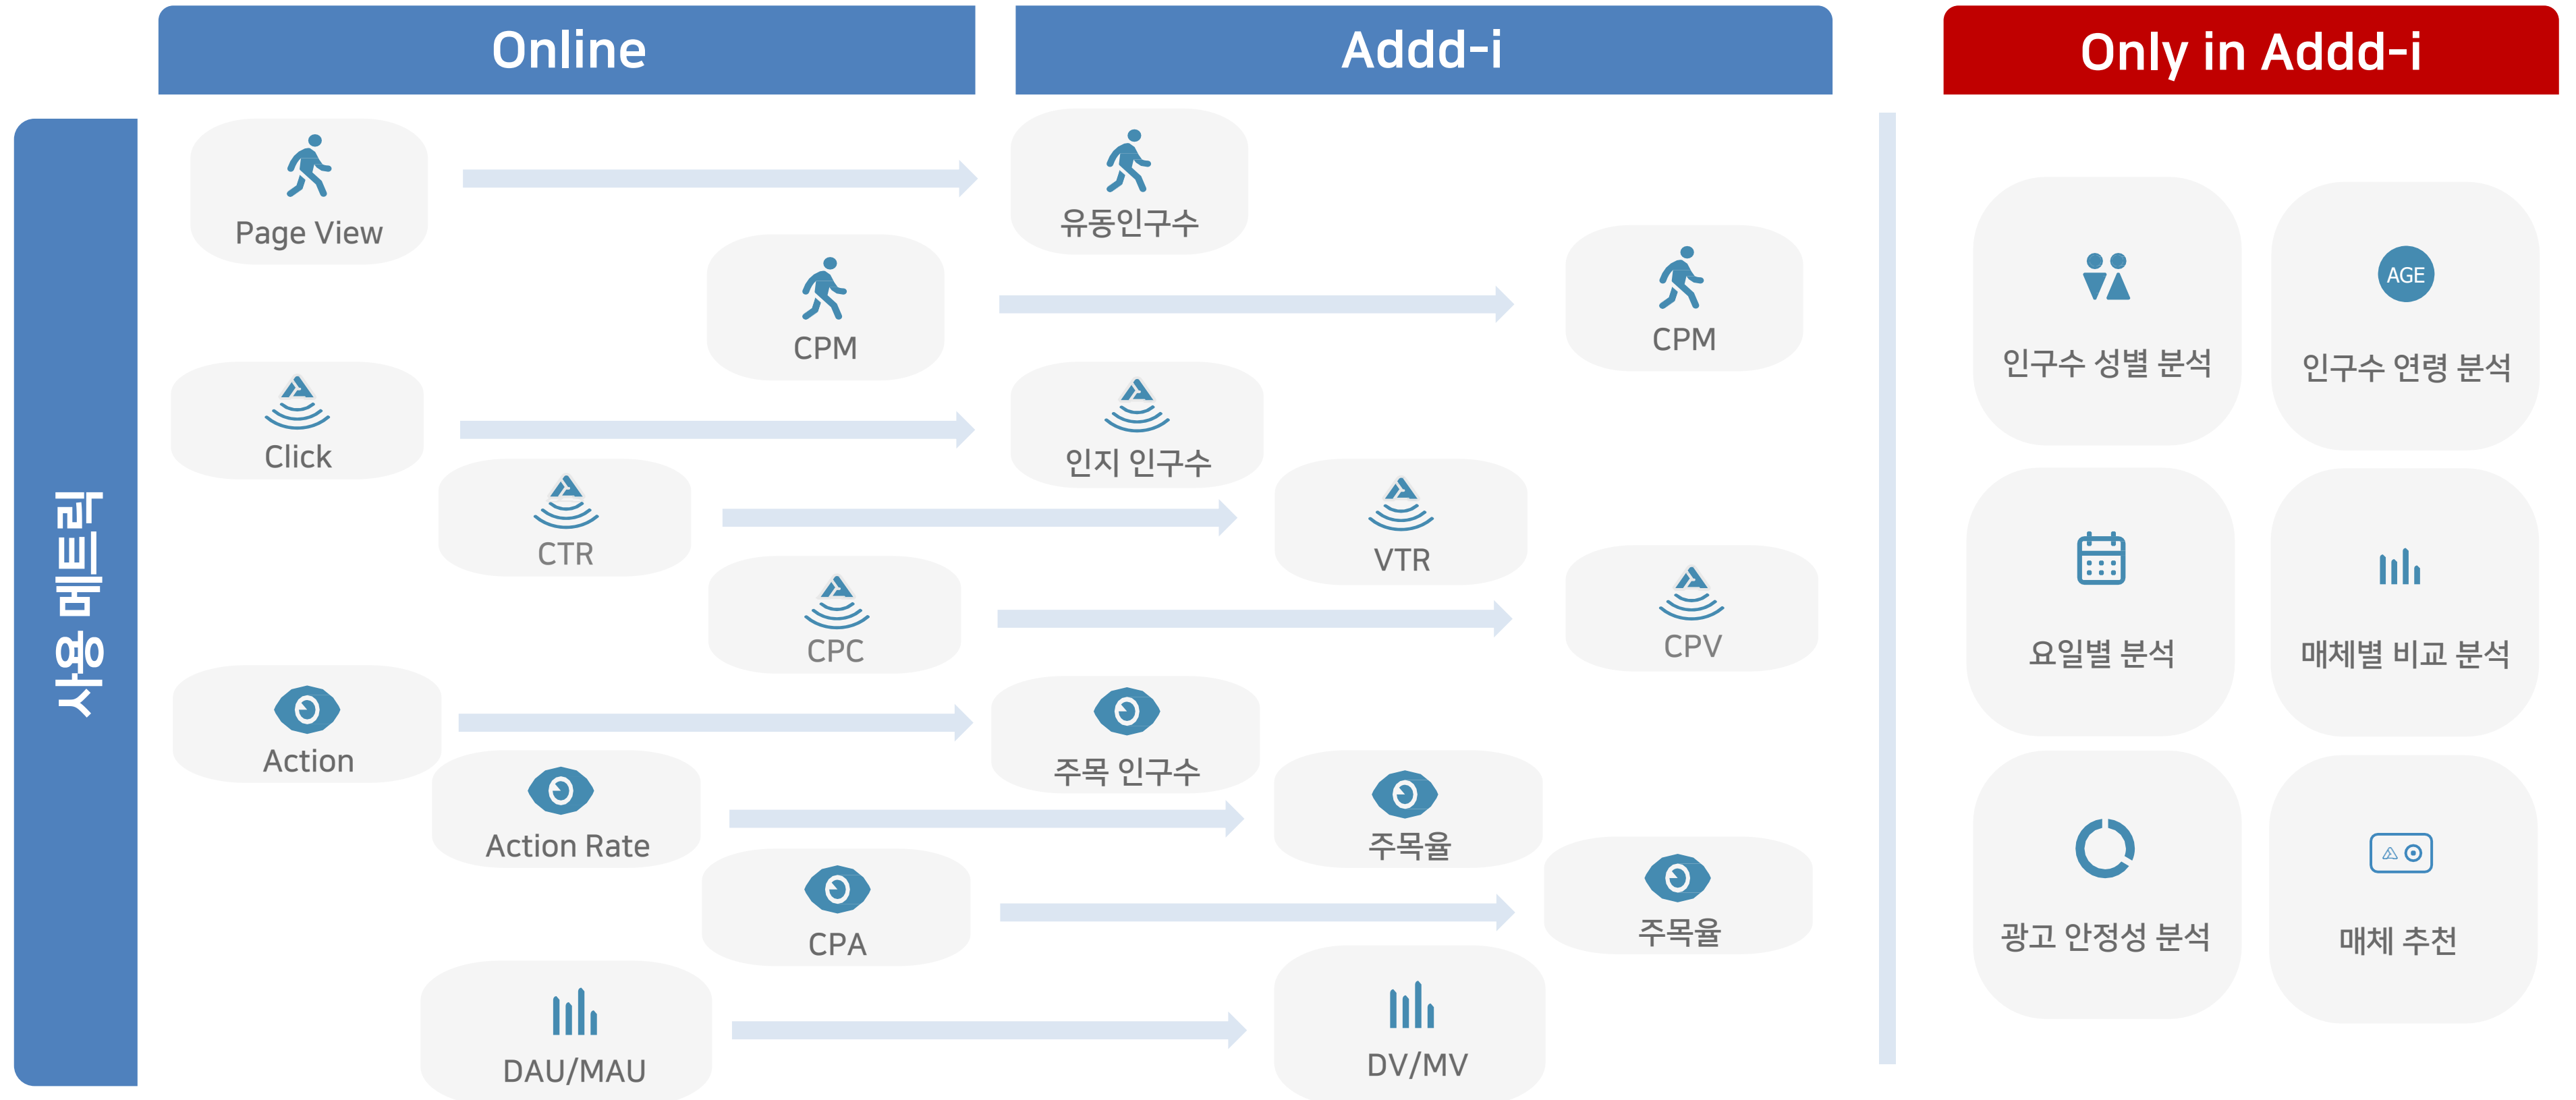 Online
Addd-i
Only in Addd-i
사용 메트릭
Page View
유동인구수
CPM
CPM
Click
인지 인구수
CTR
VTR
CPC
CPV
Action
주목 인구수
Action Rate
주목율
CPA
주목율
DAU/MAU
DV/MV
인구수 성별 분석
AGE
인구수 연령 분석
요일별 분석
매체별 비교 분석
광고 안정성 분석
매체 추천